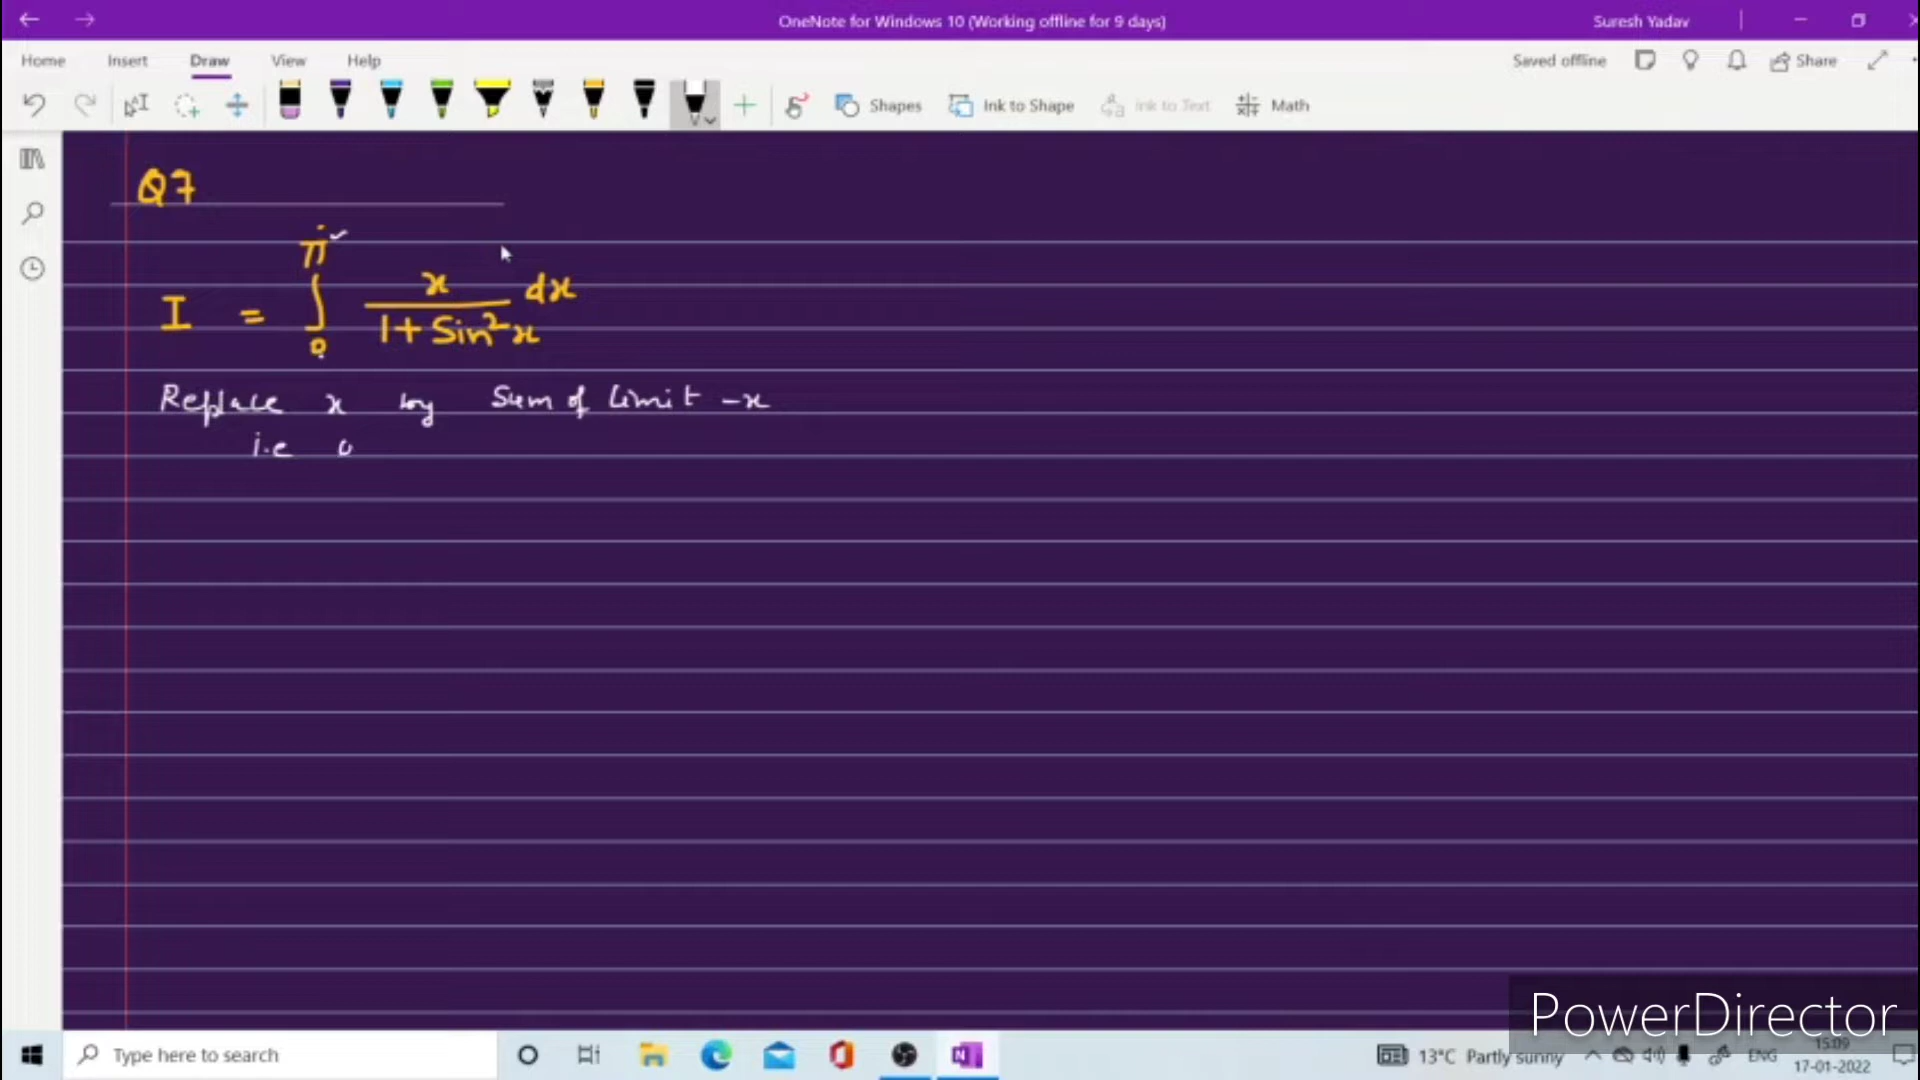 OneNote for Windows 10 (Working offline for 9 days)
Suresh Yadav
Home Insert Draw View Help
Saved offline
Share
Shapes Ink to Shape Ink to Text Math
Q7
π
I = ∫ x dx
1 + Sin²x
0
Replace x by Sum of limit -x
i.e 0
PowerDirector
Type here to search
13°C Partly sunny
ENG
15:09
17-01-2022